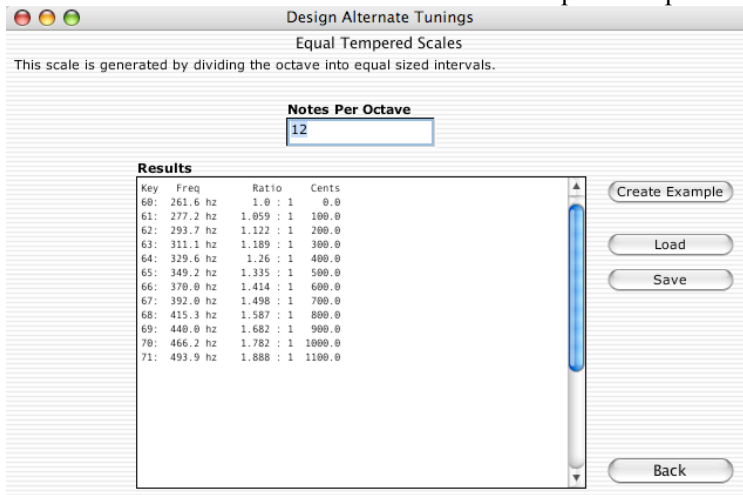 Design Alternate Tunings
Equal Tempered Scales
This scale is generated by dividing the octave into equal sized intervals.
Notes Per Octave
12
Results
Key Freq Ratio Cents
60: 261.6 hz 1.0 : 1 0.0
61: 277.2 hz 1.059 : 1 100.0
62: 293.7 hz 1.122 : 1 200.0
63: 311.1 hz 1.189 : 1 300.0
64: 329.6 hz 1.26 : 1 400.0
65: 349.2 hz 1.335 : 1 500.0
66: 370.0 hz 1.414 : 1 600.0
67: 392.0 hz 1.498 : 1 700.0
68: 415.3 hz 1.587 : 1 800.0
69: 440.0 hz 1.682 : 1 900.0
70: 466.2 hz 1.782 : 1 1000.0
71: 493.9 hz 1.888 : 1 1100.0
Create Example
Load
Save
Back